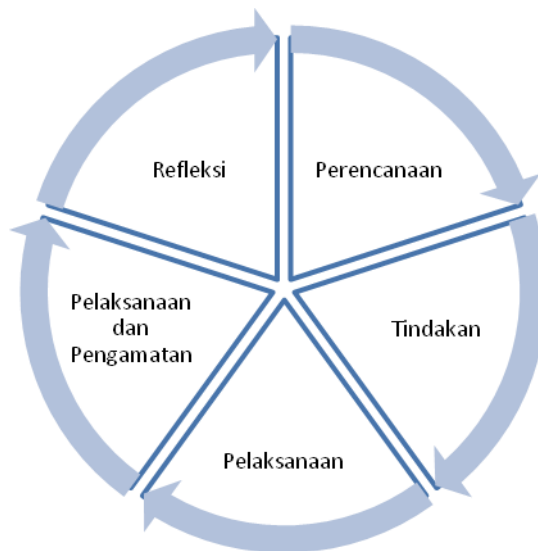 Refleksi
Perencanaan
Tindakan
Pelaksanaan
Pelaksanaan
dan
Pengamatan